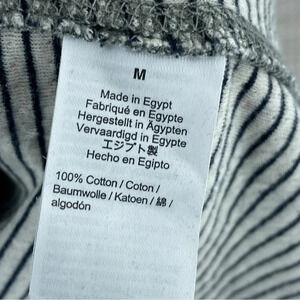 M
Made in Egypt
Fabriqué en Egypte
Hergestellt in Ägypten
Vervaardigd in Egypte
エジプト製
Hecho en Egipto
100% Cotton / Coton /
Baumwolle / Katoen / 綿 /
algodón